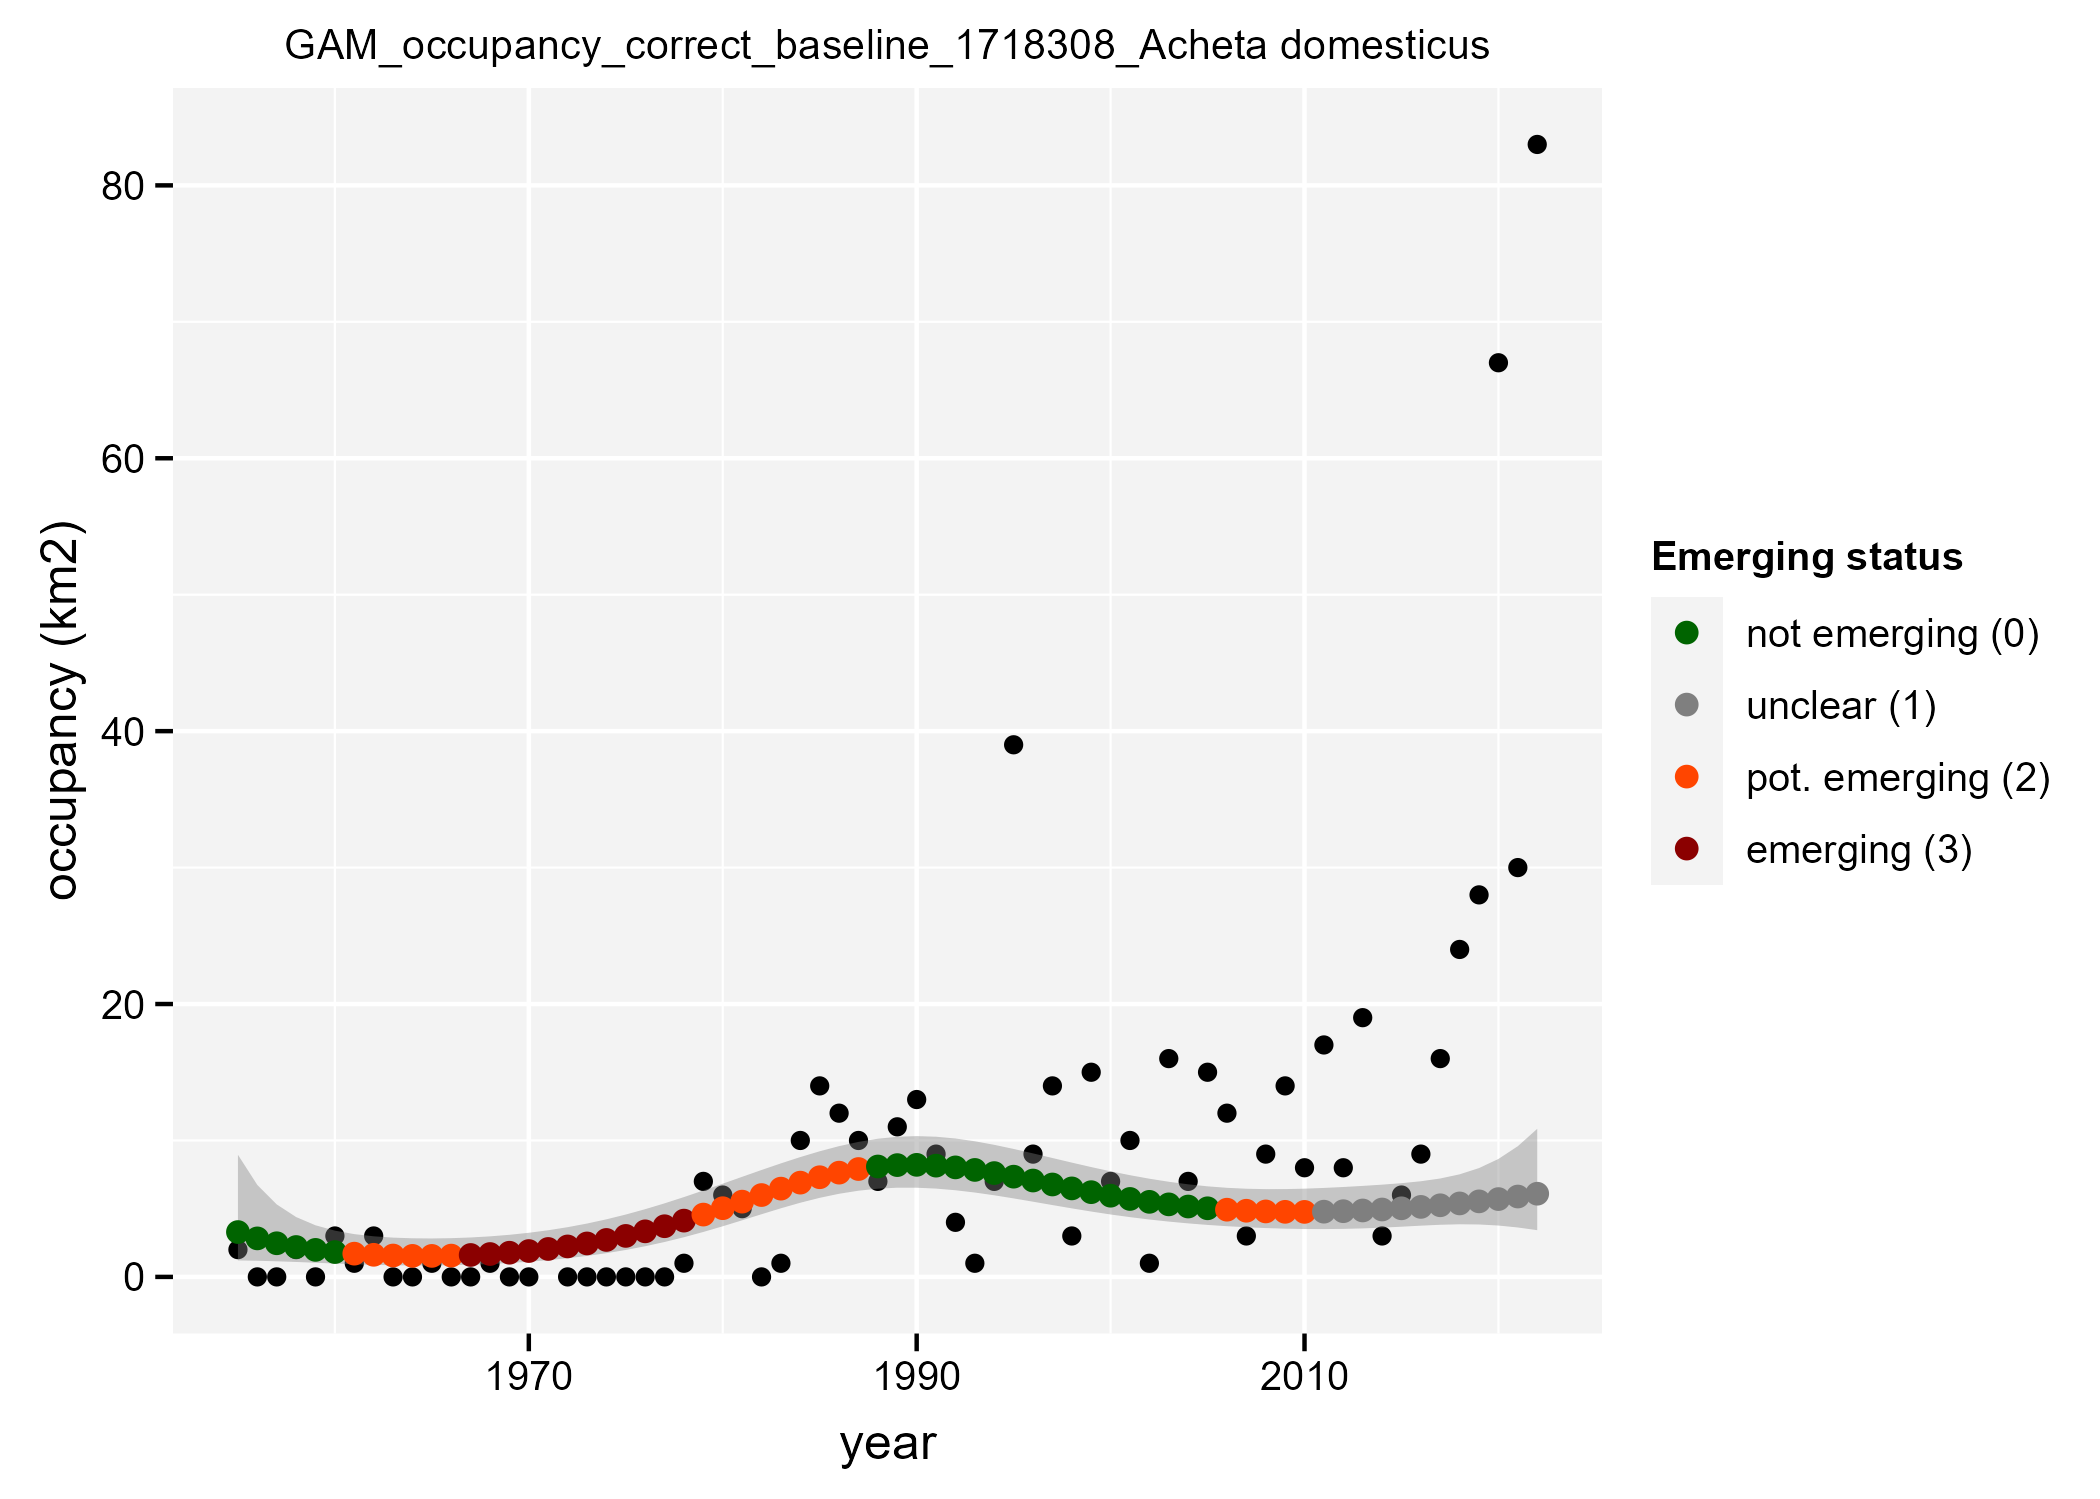 GAM_occupancy_correct_baseline_1718308_Acheta domesticus
occupancy (km2)
80
60
40
20
0
1970
1990
2010
year
Emerging status
not emerging (0)
unclear (1)
pot. emerging (2)
emerging (3)